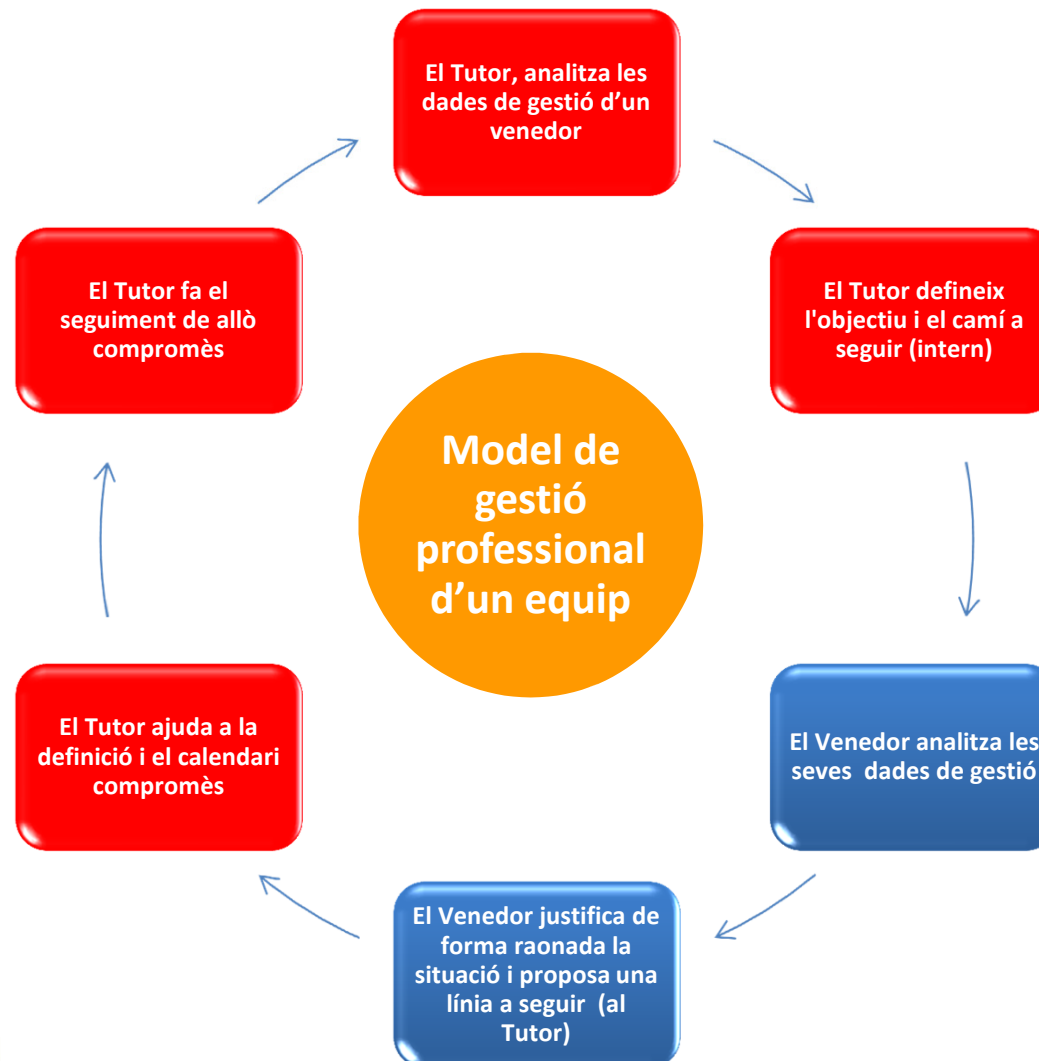 El Tutor, analitza les
dades de gestió d’un
venedor
El Tutor defineix
l'objectiu i el camí a
seguir (intern)
El Venedor analitza les
seves  dades de gestió
El Venedor justifica de
forma raonada la
situació i proposa una
línia a seguir  (al
Tutor)
El Tutor ajuda a la
definició i el calendari
compromès
El Tutor fa el
seguiment de allò
compromès
Model de
gestió
professional
d’un equip